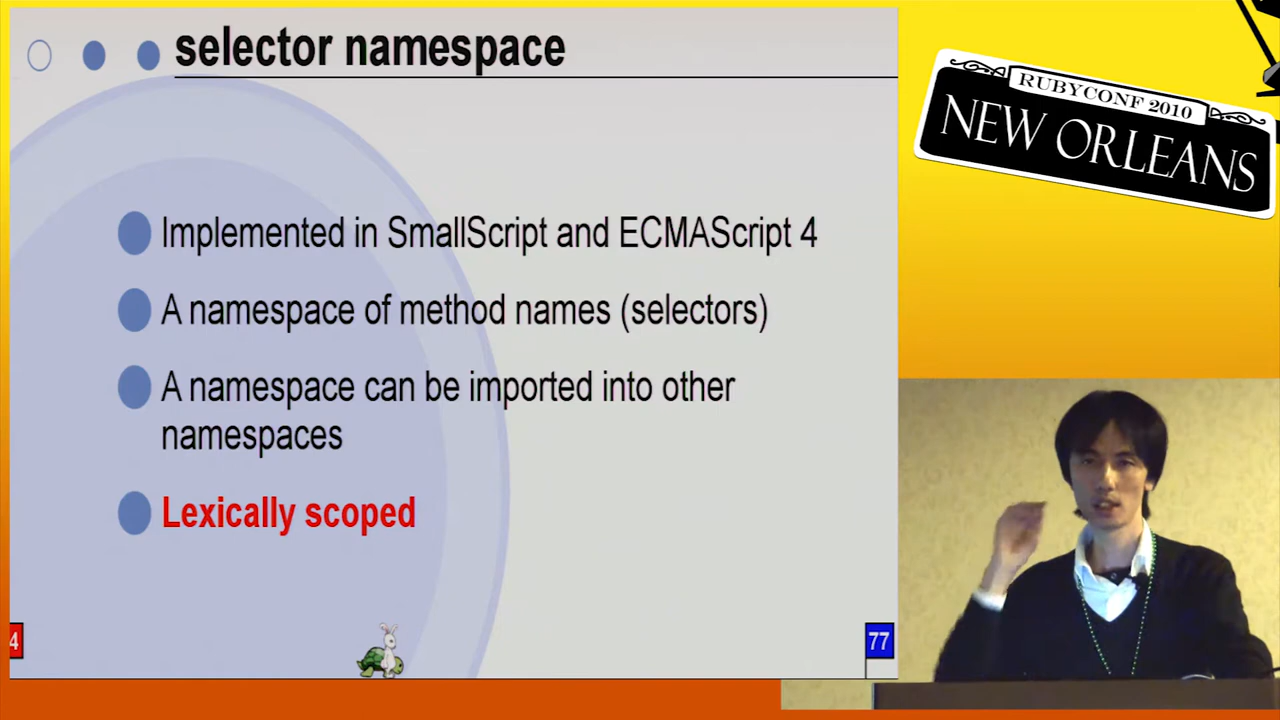 selector namespace
Implemented in SmallScript and ECMAScript 4
A namespace of method names (selectors)
A namespace can be imported into other
namespaces
Lexically scoped
4
77
RUBYCONF 2010
NEW ORLEANS